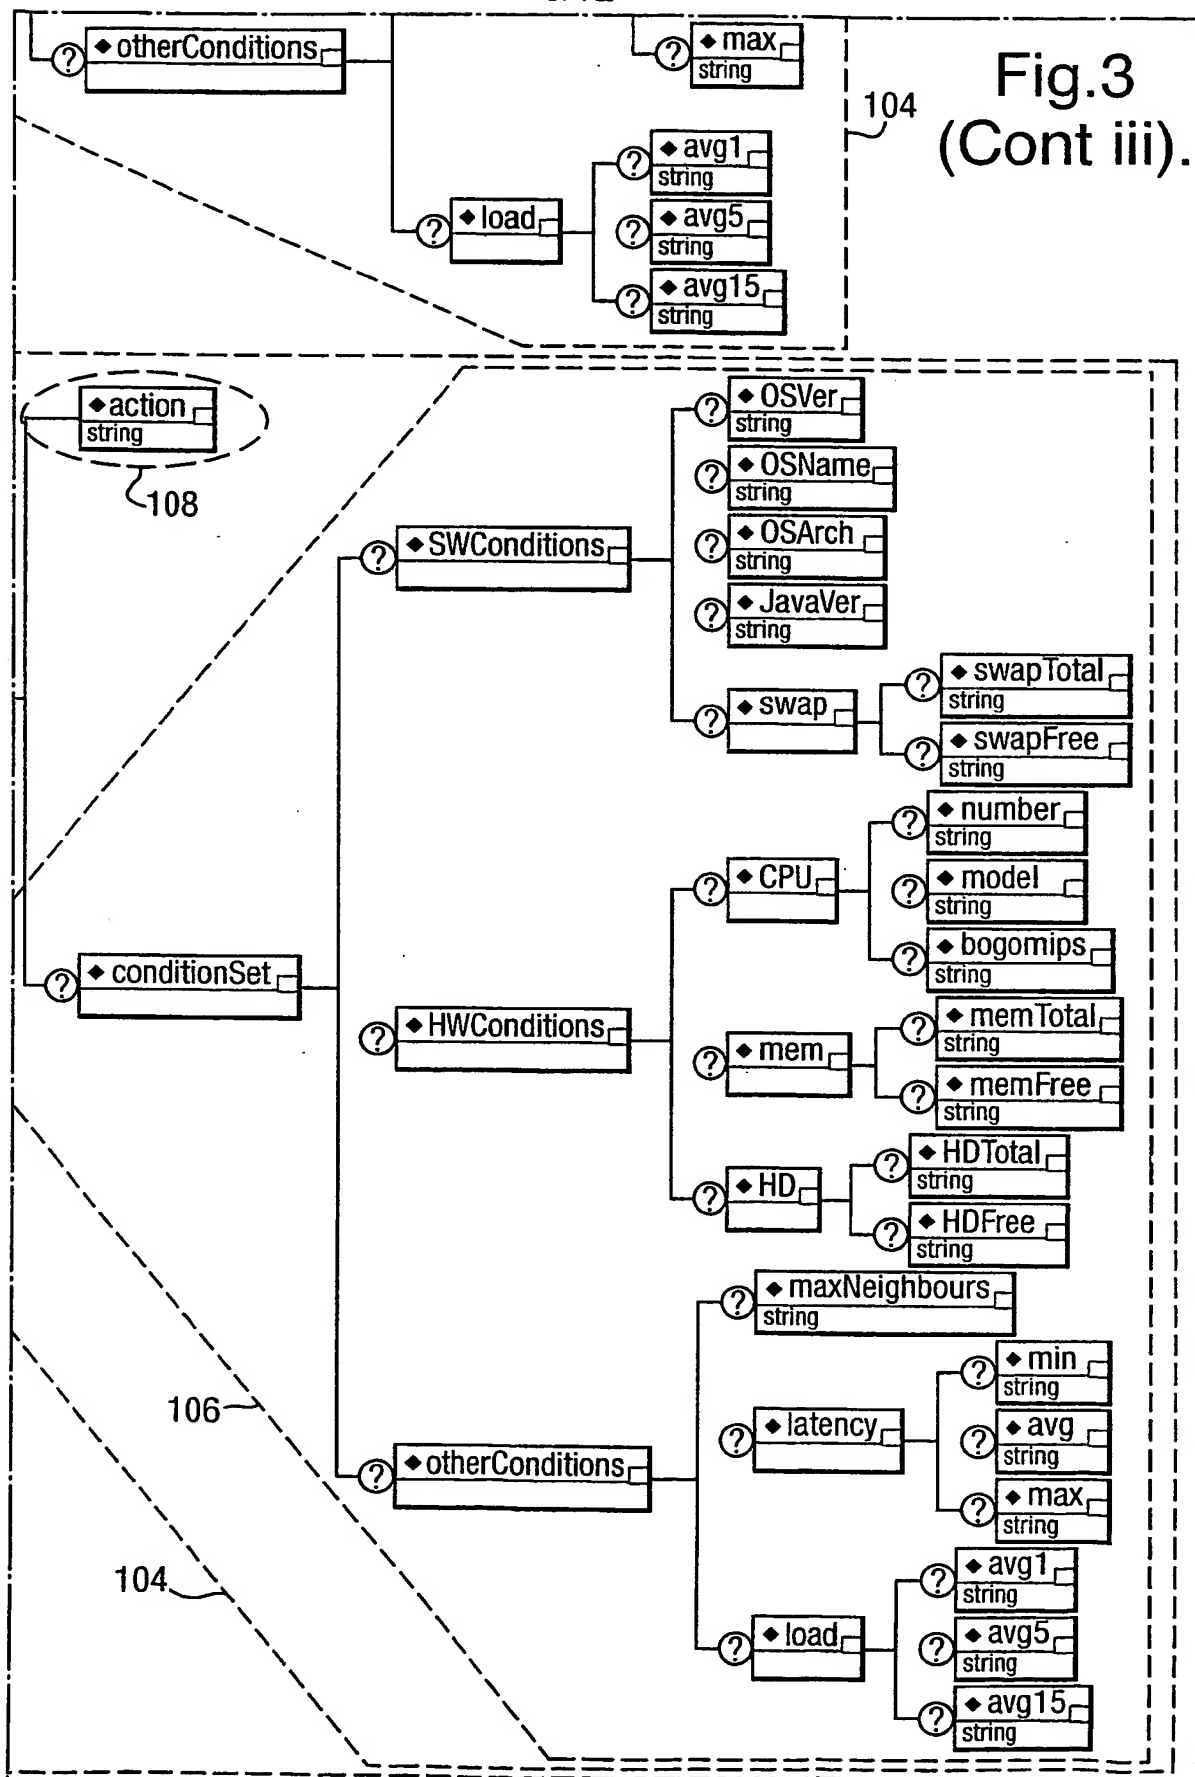 ◆ otherConditions
?
◆ max
string
?
Fig.3
(Cont iii).
104
◆ avg1
string
?
◆ load
?
◆ avg5
string
?
◆ avg15
string
?
◆ action
string
108
◆ OSVer
string
?
◆ OSName
string
?
◆ SWConditions
?
◆ OSArch
string
?
◆ JavaVer
string
?
◆ swap
?
◆ swapTotal
string
?
◆ swapFree
string
?
◆ number
string
?
◆ CPU
?
◆ model
string
?
◆ bogomips
string
?
◆ conditionSet
?
◆ HWConditions
?
◆ mem
?
◆ memTotal
string
?
◆ memFree
string
?
◆ HD
?
◆ HDTotal
string
?
◆ HDFree
string
?
◆ maxNeighbours
string
?
◆ min
string
?
106
◆ latency
?
◆ avg
string
?
◆ otherConditions
?
◆ max
string
?
104
◆ avg1
string
?
◆ load
?
◆ avg5
string
?
◆ avg15
string
?